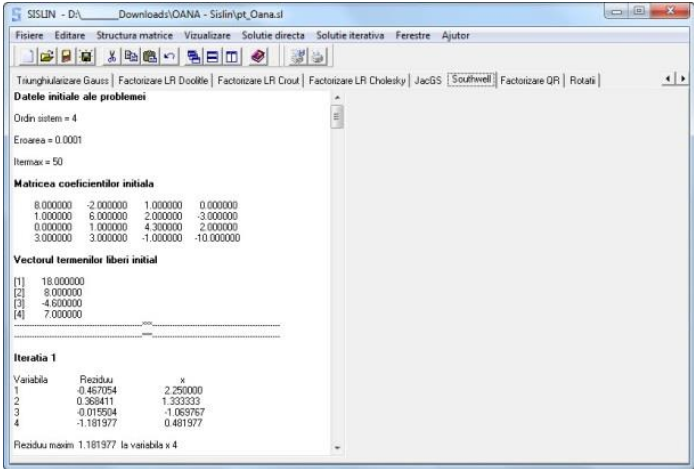 SISLIN - D:\______Downloads\OANA - Sislin\pt_Oana.sl
Fisiere Editare Structura matrice Vizualizare Solutie directa Solutie iterativa Ferestre Ajutor
Triunghiularizare Gauss | Factorizare LR Doolitle | Factorizare LR Crout | Factorizare LR Cholesky | JacGS | Southwell | Factorizare QR | Rotatii |
Datele initiale ale problemei
Ordin sistem = 4
Eroarea = 0.0001
Itermax = 50
Matricea coeficientilor initiala
8.000000 -2.000000 1.000000 0.000000
1.000000 6.000000 2.000000 -3.000000
0.000000 1.000000 4.300000 2.000000
3.000000 3.000000 -1.000000 -10.000000
Vectorul termenilor liberi initial
[1] 18.000000
[2] 8.000000
[3] -4.600000
[4] 7.000000
Iteratia 1
Variabila Reziduu x
1 -0.467054 2.250000
2 0.368411 1.333333
3 -0.015504 -1.069767
4 -1.181977 0.481977
Reziduu maxim 1.181977 la variabila x 4